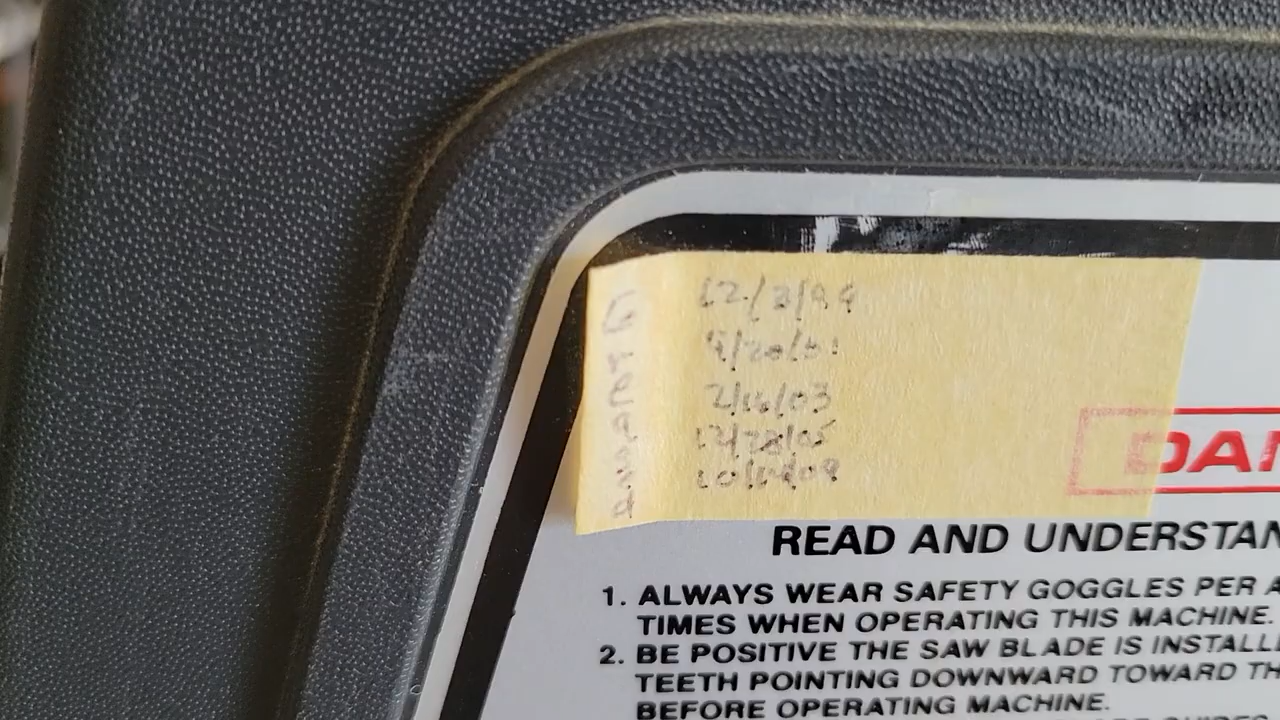 12/3/99
9/20/01
2/16/03
12/28/05
DAN
READ AND UNDERSTAN
1. ALWAYS WEAR SAFETY GOGGLES PER A
TIMES WHEN OPERATING THIS MACHINE.
2. BE POSITIVE THE SAW BLADE IS INSTALLE
TEETH POINTING DOWNWARD TOWARD TH
BEFORE OPERATING MACHINE.